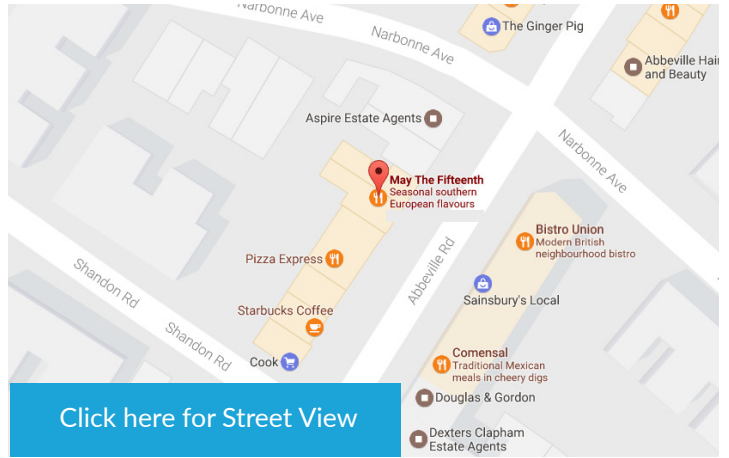 Narbonne Ave
The Ginger Pig
Narbonne Ave
Abbeville Hai
and Beauty
Aspire Estate Agents
Narbonne Ave
May The Fifteenth
Seasonal southern
European flavours
Bistro Union
Modern British
neighbourhood bistro
Pizza Express
Abbeville Rd
Shandon Rd
Sainsbury's Local
Starbucks Coffee
Shandon Rd
Cook
Comensal
Traditional Mexican
meals in cheery digs
Douglas & Gordon
Click here for Street View
Dexters Clapham
Estate Agents